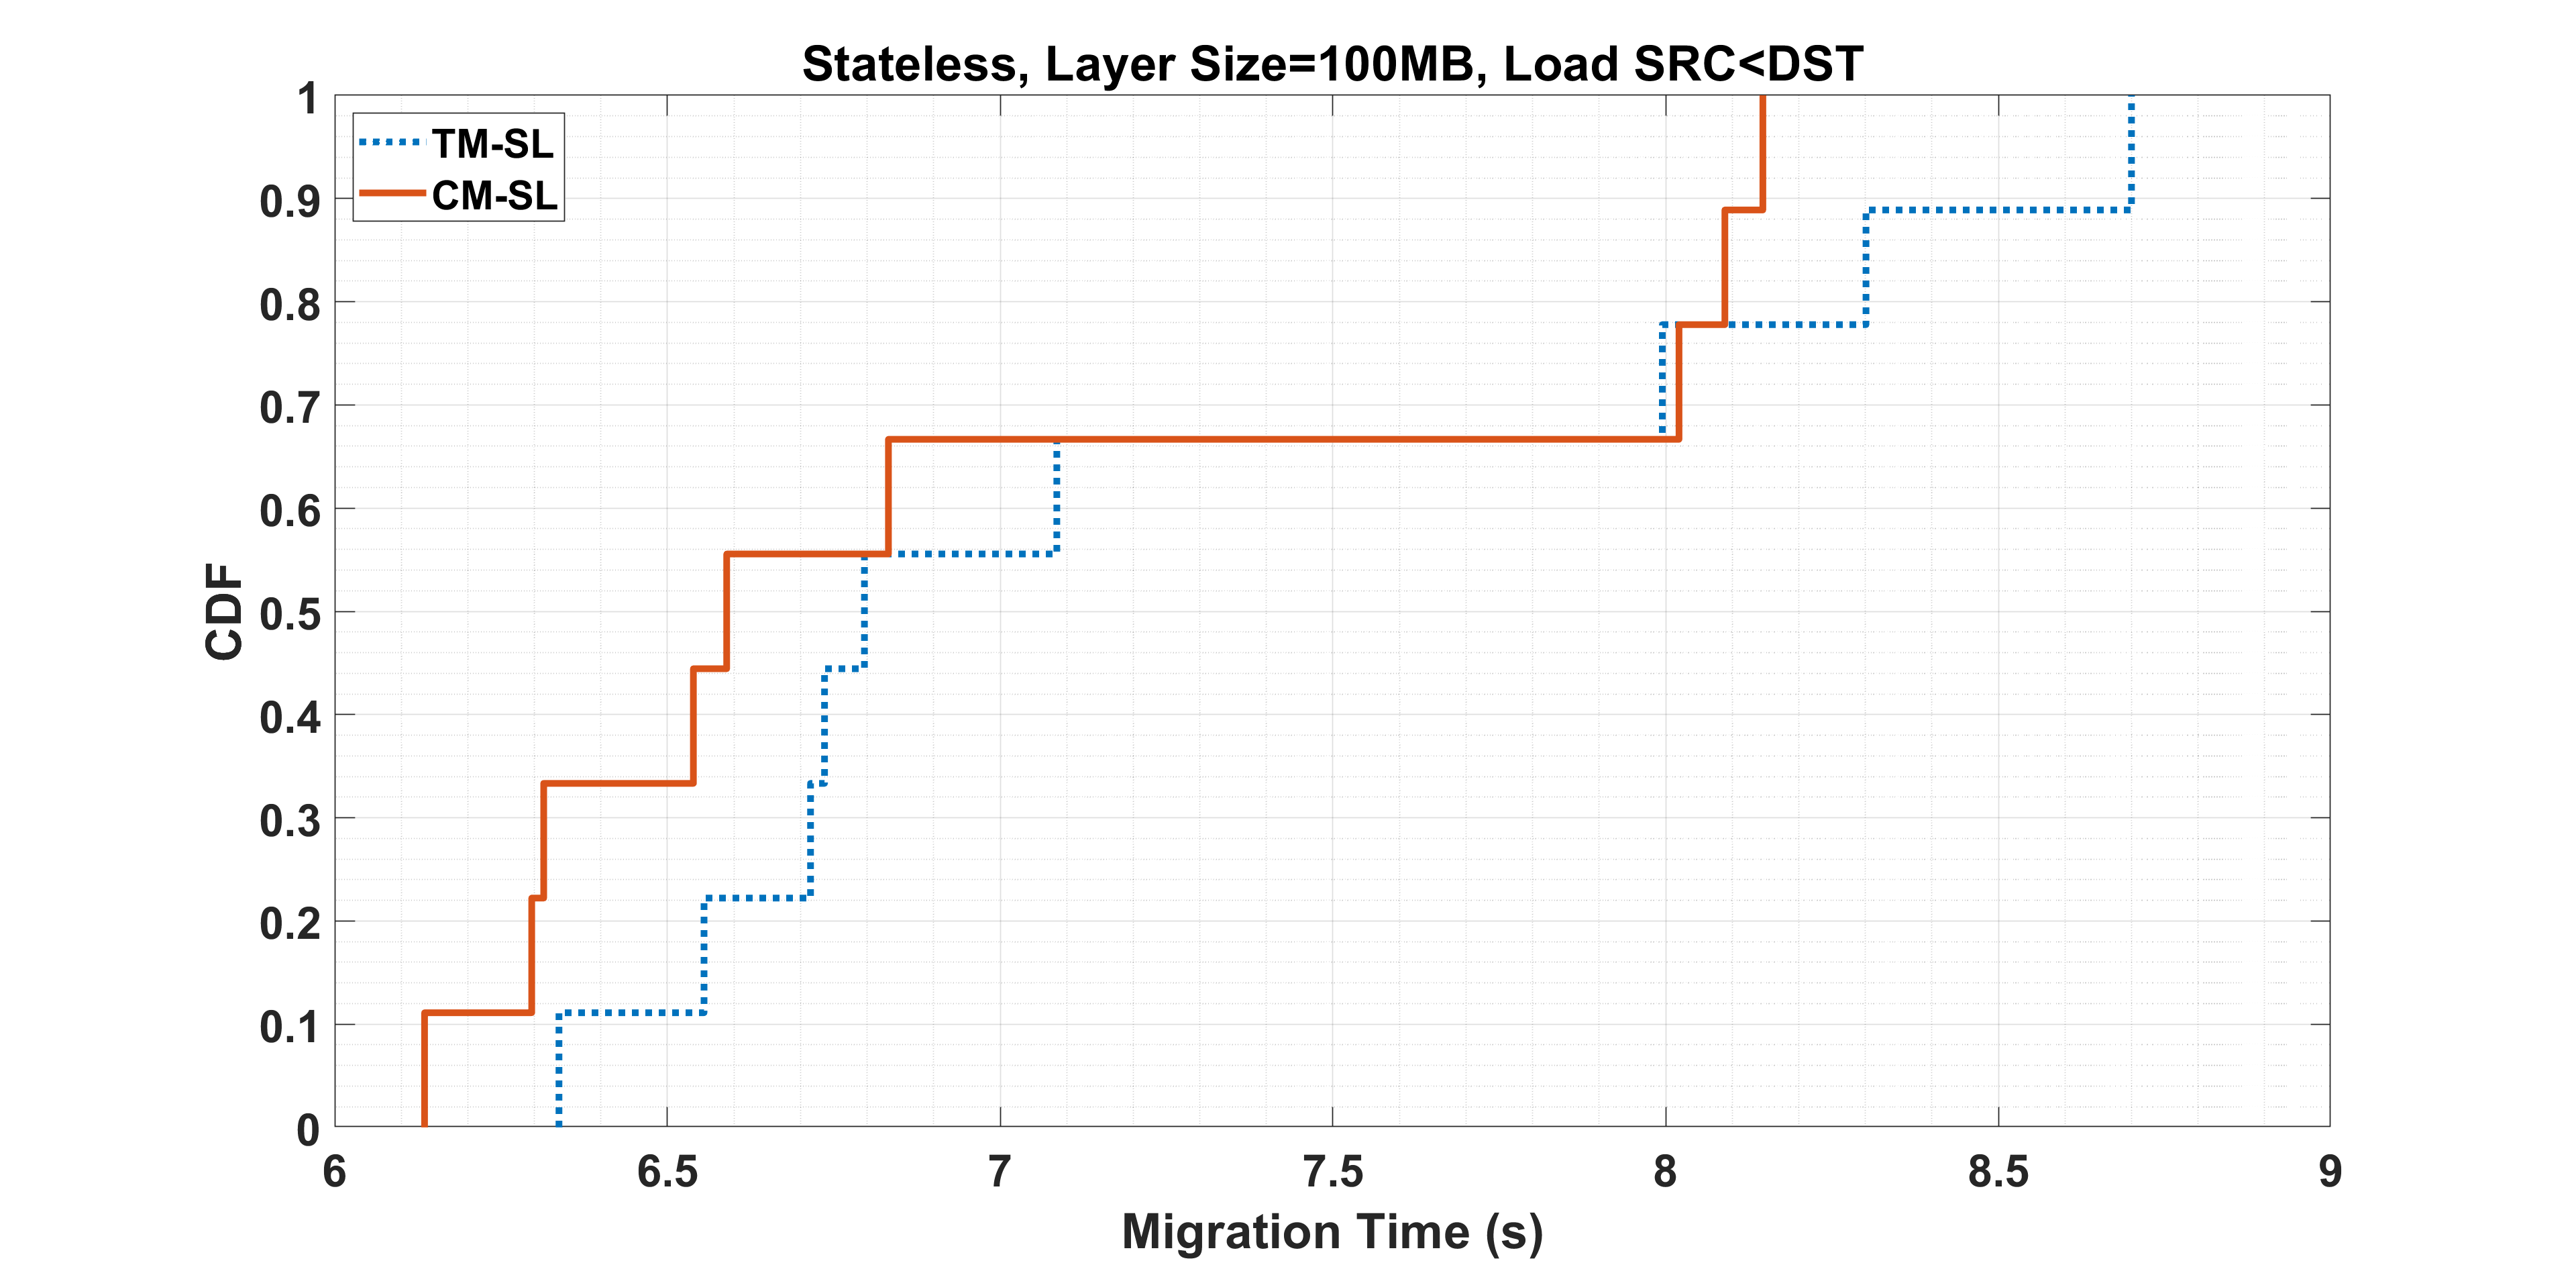 Stateless, Layer Size=100MB, Load SRC<DST
TM-SL
CM-SL
1
0.9
0.8
0.7
0.6
0.5
0.4
0.3
0.2
0.1
0
CDF
6 6.5 7 7.5 8 8.5 9
Migration Time (s)